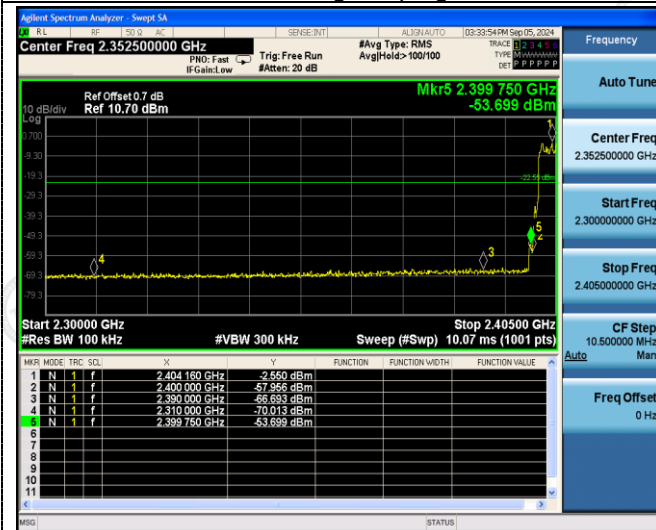 Agilent Spectrum Analyzer - Swept SA
RL RF 50 Ω AC SENSE:INT ALIGNAUTO 03:33:54 PM Sep 05, 2024
Center Freq 2.352500000 GHz
PNO: Fast
IFGain:Low
Trig: Free Run
#Atten: 20 dB
#Avg Type: RMS
Avg|Hold:> 100/100
TRACE 1 2 3 4 5 6
TYPE M
DET P P P P P P
Ref Offset 0.7 dB
Ref 10.70 dBm
10 dB/div
Log
Mkr5 2.399 750 GHz
-53.699 dBm
0.700
-9.30
-19.3
-29.3
-39.3
-49.3
-59.3
-69.3
-79.3
1
5
2
3
4
Start 2.30000 GHz
Stop 2.40500 GHz
#Res BW 100 kHz
#VBW 300 kHz
Sweep (#Swp) 10.07 ms (1001 pts)
MKR MODE TRC SCL X Y FUNCTION FUNCTION WIDTH FUNCTION VALUE
1 N 1 f 2.404 160 GHz -2.550 dBm
2 N 1 f 2.400 000 GHz -57.956 dBm
3 N 1 f 2.390 000 GHz -66.693 dBm
4 N 1 f 2.310 000 GHz -70.013 dBm
5 N 1 f 2.399 750 GHz -53.699 dBm
6
7
8
9
10
11
MSG
STATUS
Frequency
Auto Tune
Center Freq
2.352500000 GHz
Start Freq
2.300000000 GHz
Stop Freq
2.405000000 GHz
CF Step
10.500000 MHz
Auto Man
Freq Offset
0 Hz